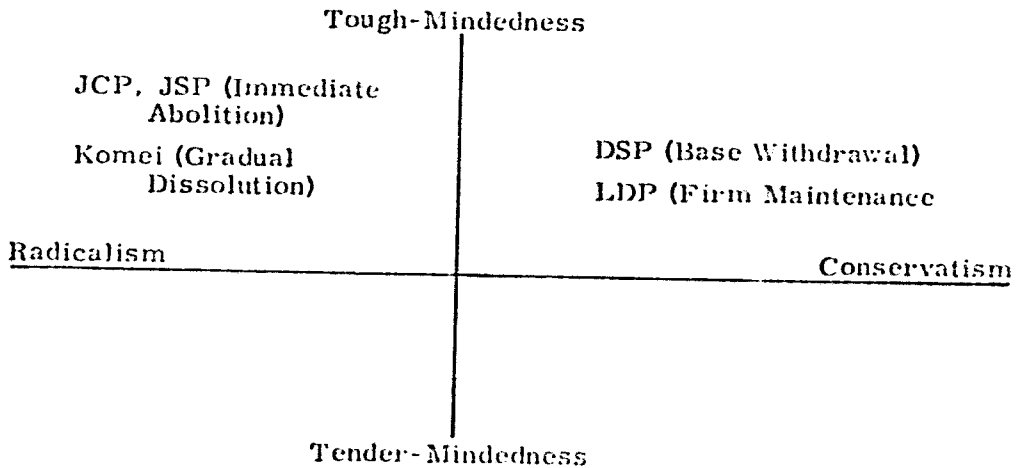 Tough-Mindedness
JCP, JSP (Immediate
Abolition)
Komei (Gradual
Dissolution)
DSP (Base Withdrawal)
LDP (Firm Maintenance
Radicalism
Conservatism
Tender-Mindedness